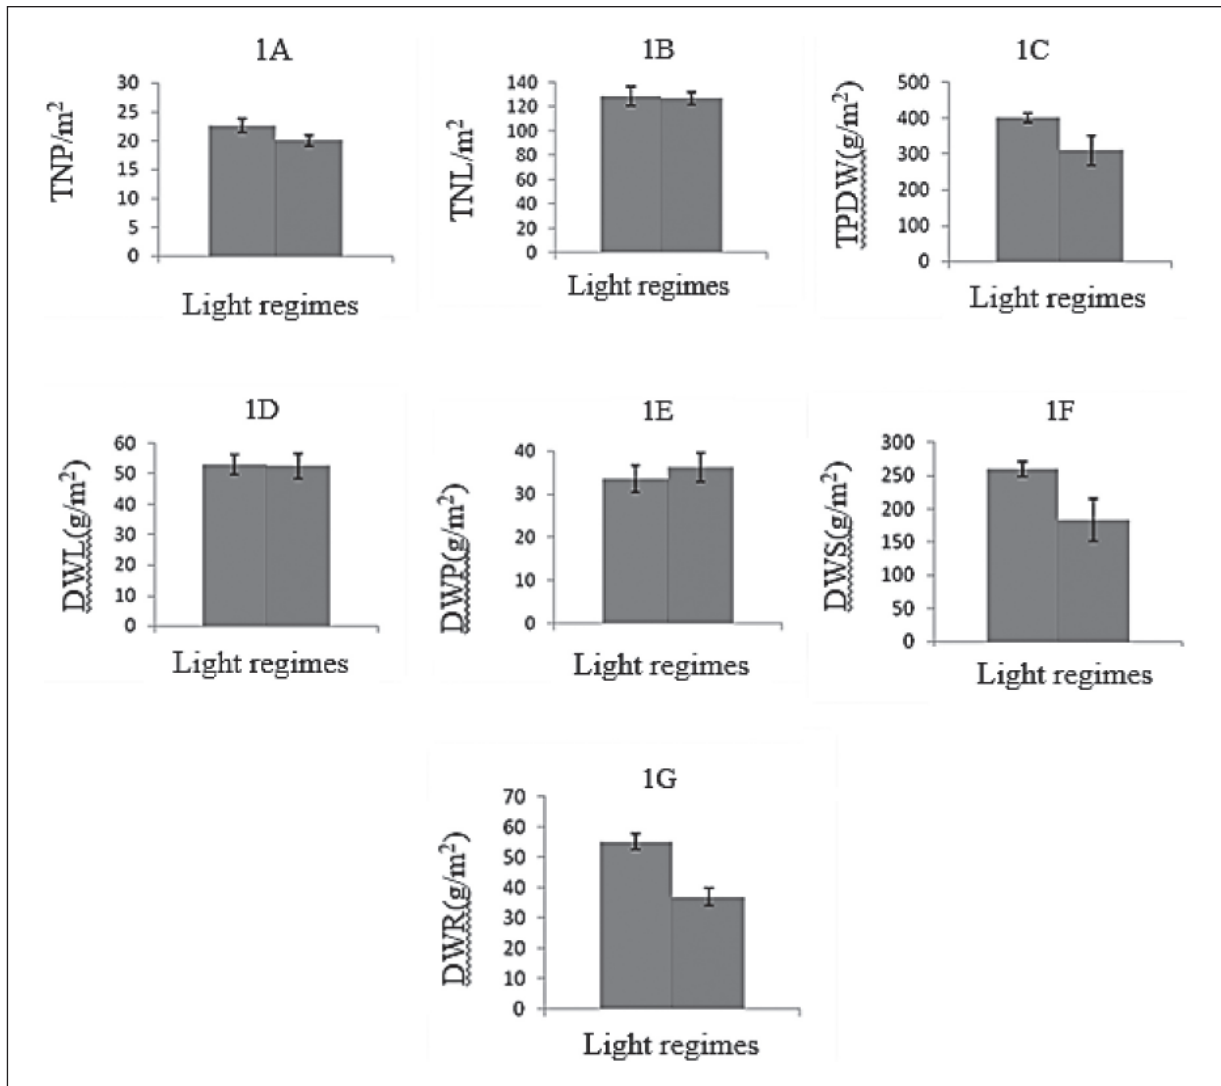 1A
TNP/m²
30
25
20
15
10
5
0
Light regimes
1B
TNL/m²
140
120
100
80
60
40
20
0
Light regimes
1C
TPDW(g/m²)
500
400
300
200
100
0
Light regimes
1D
DWL(g/m²)
60
50
40
30
20
10
0
Light regimes
1E
DWP(g/m²)
40
30
20
10
0
Light regimes
1F
DWS(g/m²)
300
250
200
150
100
50
0
Light regimes
1G
DWR(g/m²)
70
60
50
40
30
20
10
0
Light regimes